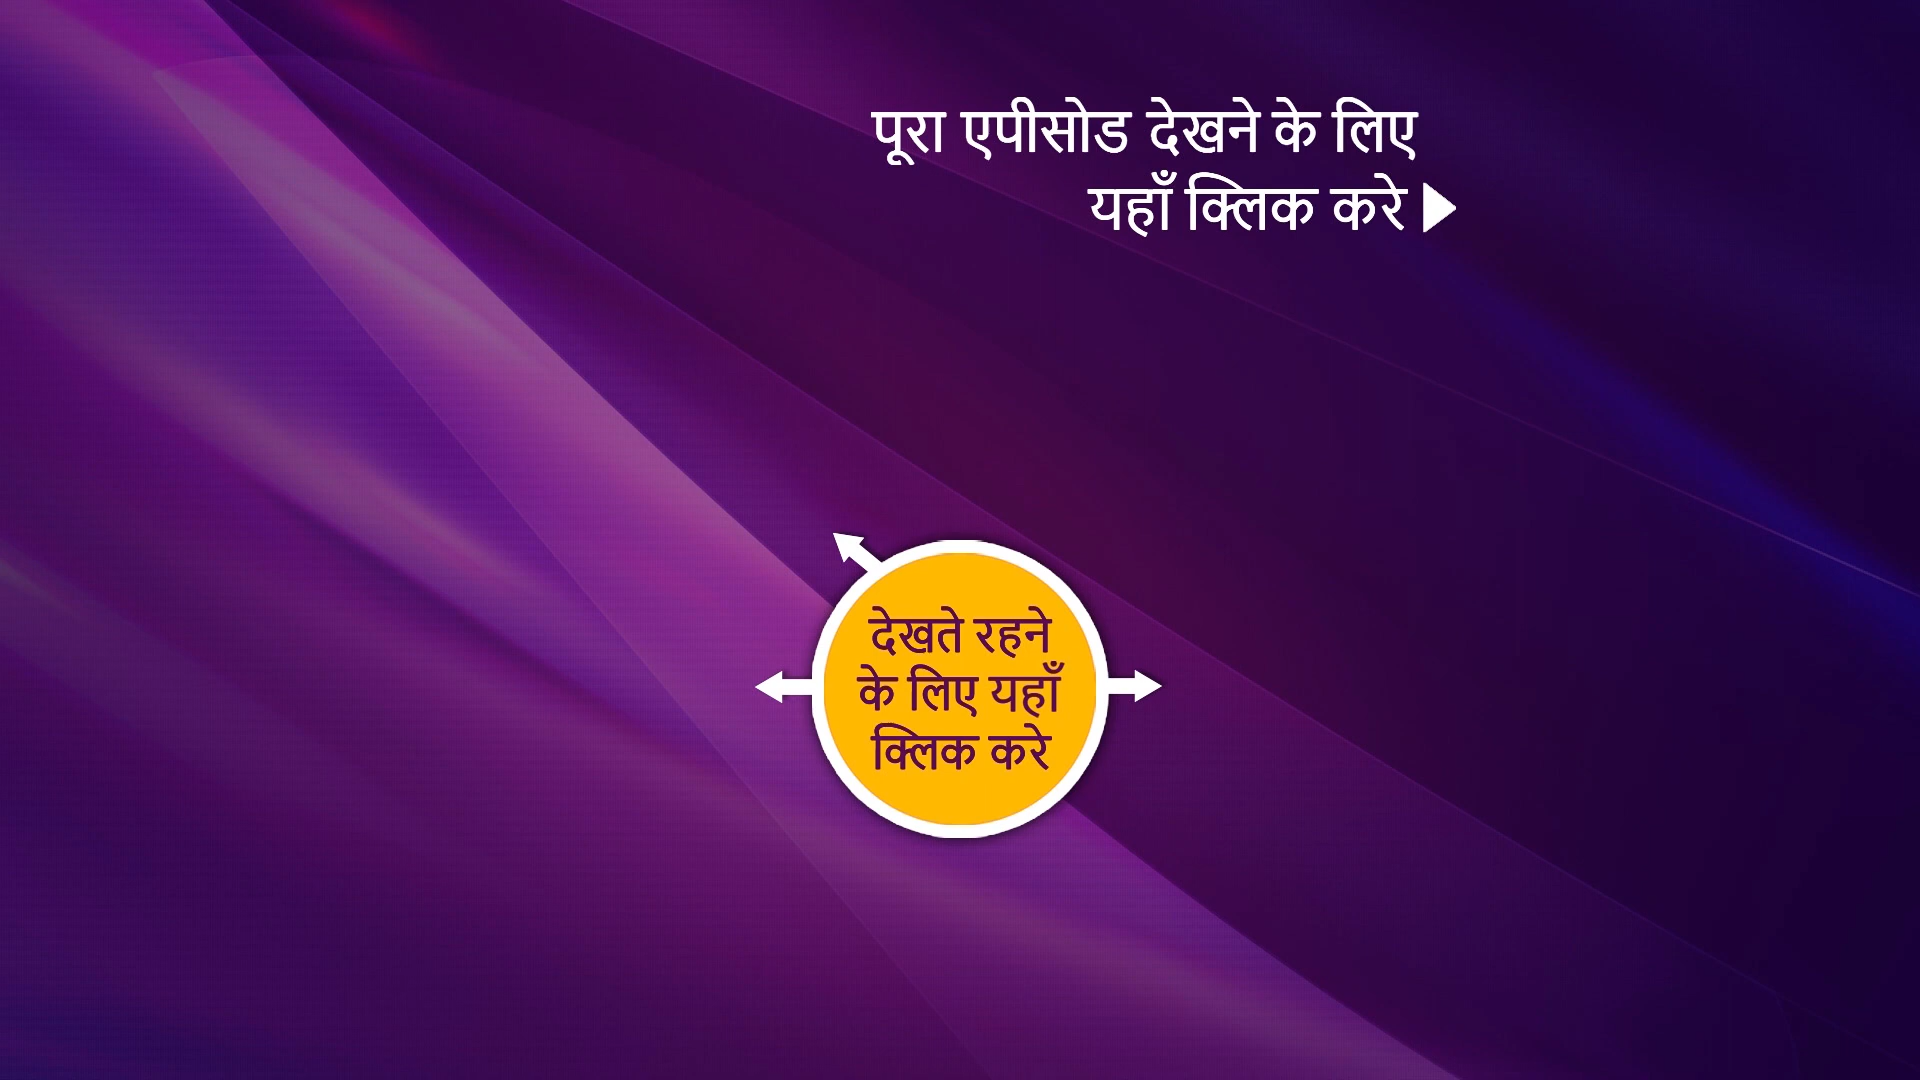 पूरा एपीसोड देखने के लिए
यहाँ क्लिक करे
देखते रहने
के लिए यहाँ
क्लिक करे